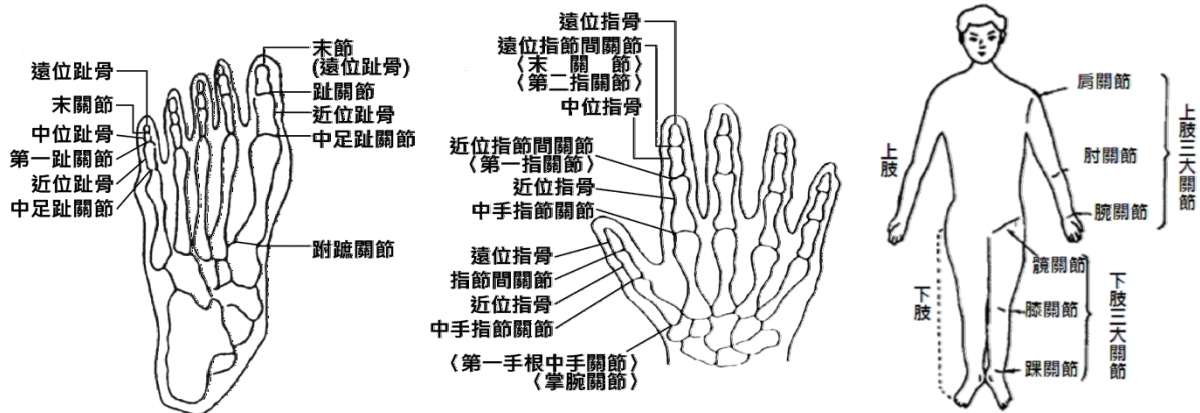 遠位趾骨
末關節
中位趾骨
第一趾關節
近位趾骨
中足趾關節
末節
(遠位趾骨)
趾關節
近位趾骨
中足趾關節
跗蹠關節
遠位指骨
遠位指節間關節
〈末關節〉
〈第二指關節〉
中位指骨
近位指節間關節
〈第一指關節〉
近位指骨
中手指節關節
遠位指骨
指節間關節
近位指骨
中手指節關節
〈第一手根中手關節〉
〈掌腕關節〉
上肢
下肢
肩關節
肘關節
腕關節
上肢三大關節
髖關節
膝關節
踝關節
下肢三大關節